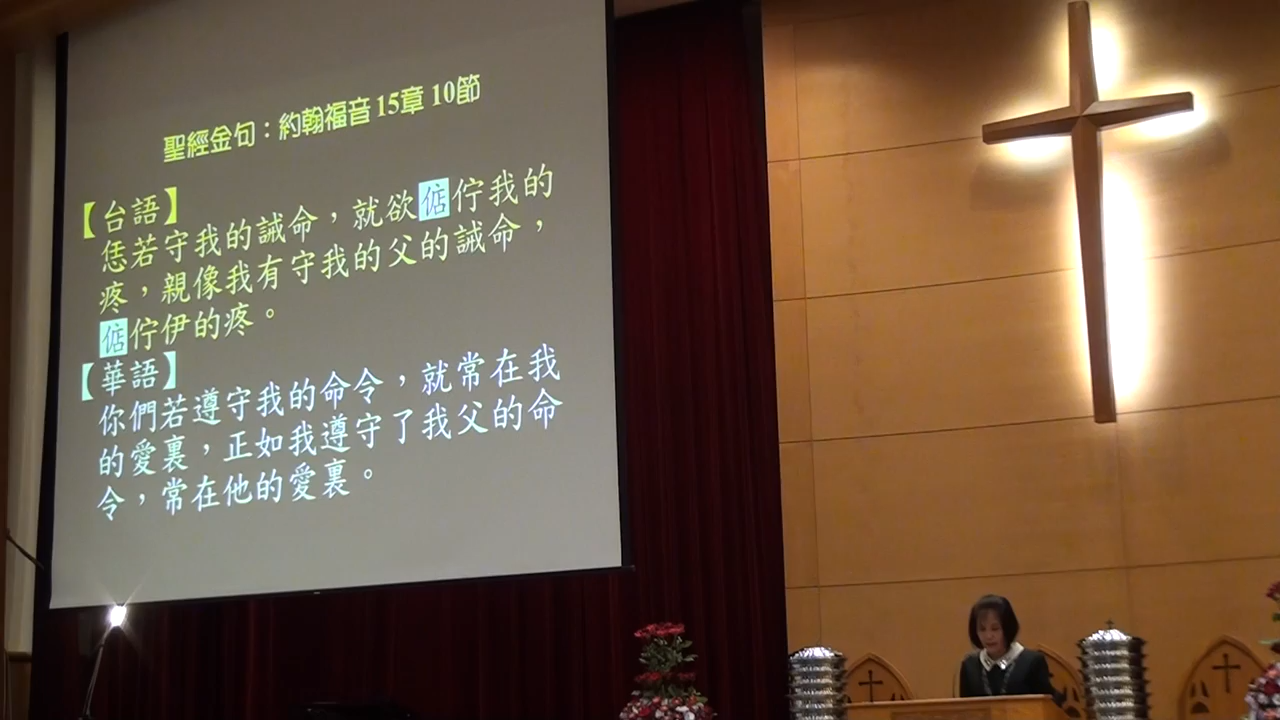 聖經金句：約翰福音 15章 10節
【台語】
恁若守我的誡命，就欲偮佇我的
疼，親像我有守我的父的誡命，
偮佇伊的疼。
【華語】
你們若遵守我的命令，就常在我
的愛裏，正如我遵守了我父的命
令，常在他的愛裏。